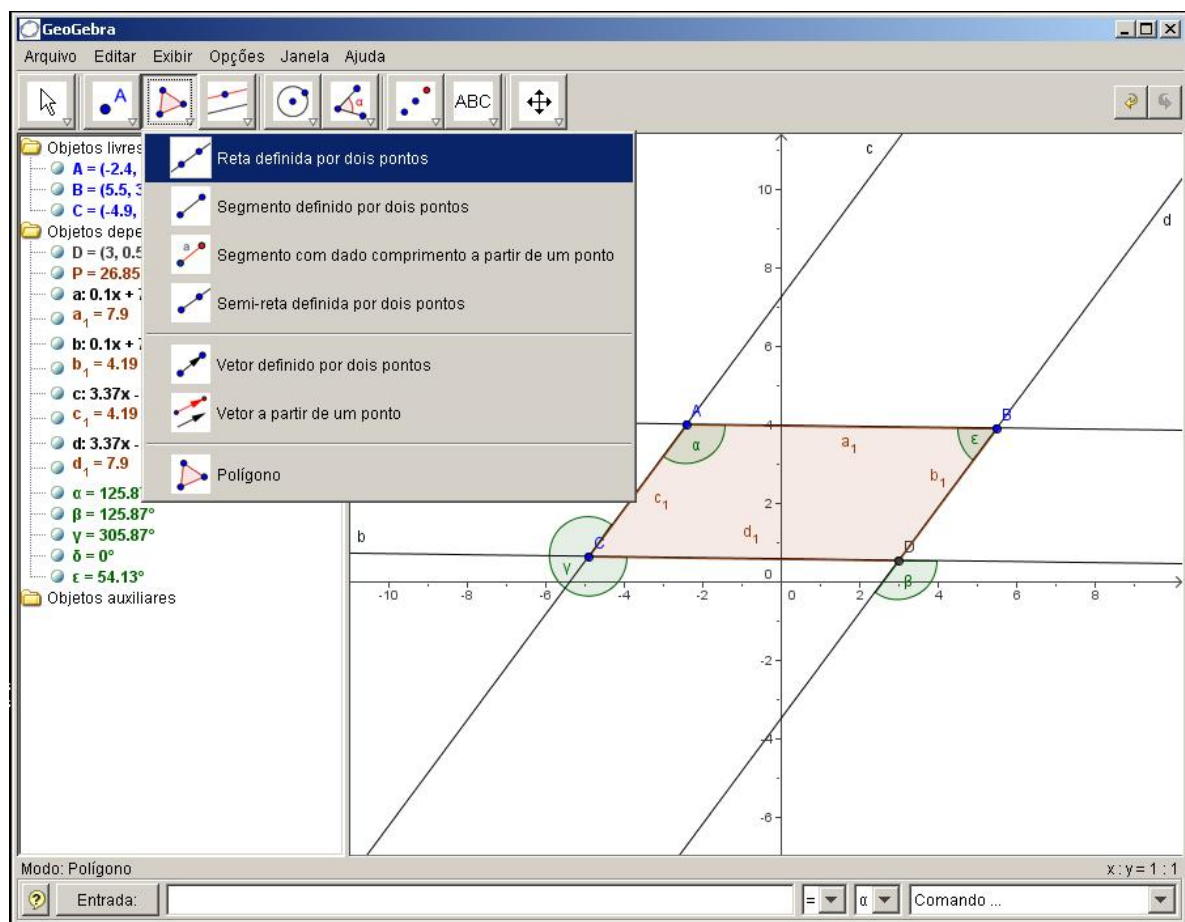 GeoGebra
Arquivo Editar Exibir Opções Janela Ajuda
A
α
ABC
Objetos livres
A = (-2.4,
B = (5.5, 3
C = (-4.9,
Objetos depe
D = (3, 0.5
P = 26.85
a: 0.1x + 7
a1 = 7.9
b: 0.1x + 7
b1 = 4.19
c: 3.37x -
c1 = 4.19
d: 3.37x -
d1 = 7.9
α = 125.87°
β = 125.87°
γ = 305.87°
δ = 0°
ε = 54.13°
Objetos auxiliares
Reta definida por dois pontos
Segmento definido por dois pontos
a
Segmento com dado comprimento a partir de um ponto
Semi-reta definida por dois pontos
Vetor definido por dois pontos
Vetor a partir de um ponto
Polígono
c
10
d
8
6
A
B
4
α
a1
ε
b1
c1
2
d1
b
C
D
0
γ
β
-10 -8 -6 -4 -2 0 2 4 6 8
-2
-4
-6
Modo: Polígono
x : y = 1 : 1
?
Entrada:
=
α
Comando ...